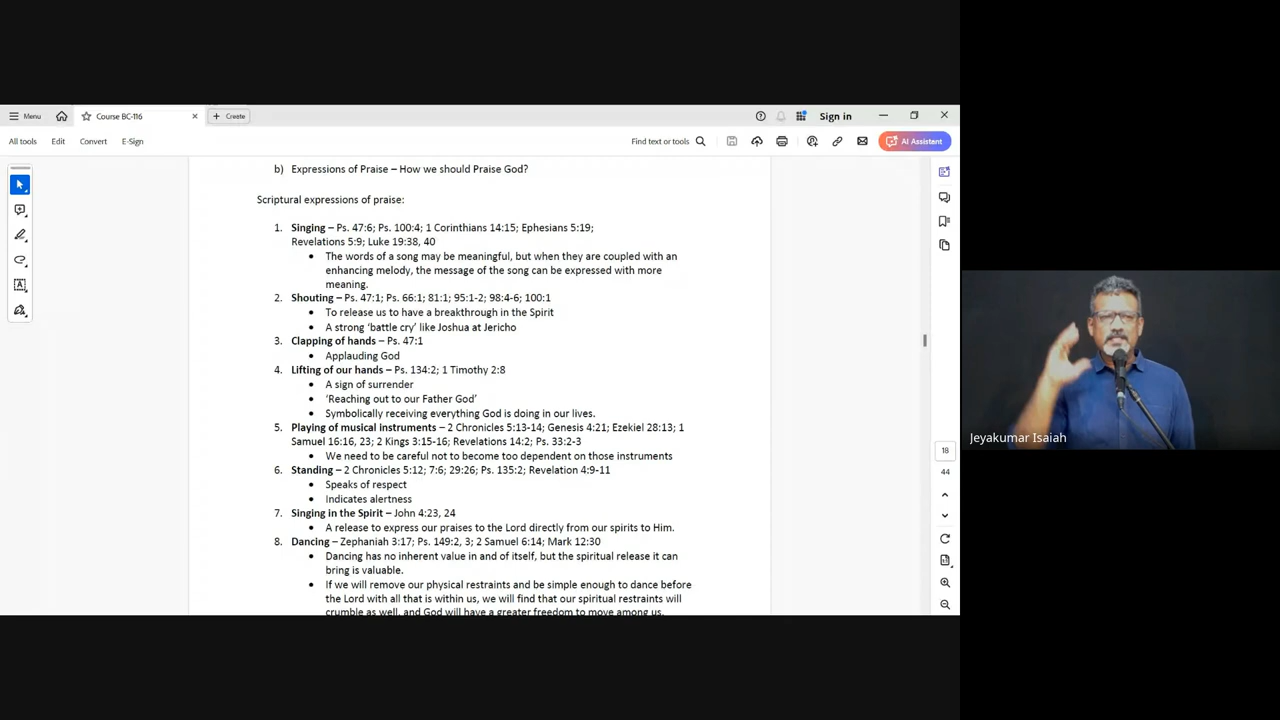 Menu
Course BC-116
Create
Sign in
All tools
Edit
Convert
E-Sign
Find text or tools
AI Assistant
b) Expressions of Praise – How we should Praise God?
Scriptural expressions of praise:
1. Singing – Ps. 47:6; Ps. 100:4; 1 Corinthians 14:15; Ephesians 5:19;
Revelations 5:9; Luke 19:38, 40
• The words of a song may be meaningful, but when they are coupled with an
enhancing melody, the message of the song can be expressed with more
meaning.
2. Shouting – Ps. 47:1; Ps. 66:1; 81:1; 95:1-2; 98:4-6; 100:1
• To release us to have a breakthrough in the Spirit
• A strong ‘battle cry’ like Joshua at Jericho
3. Clapping of hands – Ps. 47:1
• Applauding God
4. Lifting of our hands – Ps. 134:2; 1 Timothy 2:8
• A sign of surrender
• ‘Reaching out to our Father God’
• Symbolically receiving everything God is doing in our lives.
5. Playing of musical instruments – 2 Chronicles 5:13-14; Genesis 4:21; Ezekiel 28:13; 1
Samuel 16:16, 23; 2 Kings 3:15-16; Revelations 14:2; Ps. 33:2-3
• We need to be careful not to become too dependent on those instruments
6. Standing – 2 Chronicles 5:12; 7:6; 29:26; Ps. 135:2; Revelation 4:9-11
• Speaks of respect
• Indicates alertness
7. Singing in the Spirit – John 4:23, 24
• A release to express our praises to the Lord directly from our spirits to Him.
8. Dancing – Zephaniah 3:17; Ps. 149:2, 3; 2 Samuel 6:14; Mark 12:30
• Dancing has no inherent value in and of itself, but the spiritual release it can
bring is valuable.
• If we will remove our physical restraints and be simple enough to dance before
the Lord with all that is within us, we will find that our spiritual restraints will
crumble as well, and God will have a greater freedom to move among us.
18
44
Jeyakumar Isaiah